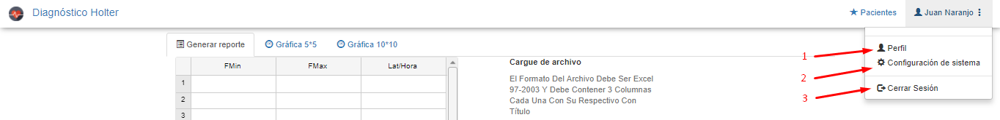 Diagnóstico Holter
Pacientes
Juan Naranjo
Generar reporte
Gráfica 5*5
Gráfica 10*10
FMin
FMax
Lat/Hora
1
2
3
Cargue de archivo
El Formato Del Archivo Debe Ser Excel
97-2003 Y Debe Contener 3 Columnas
Cada Una Con Su Respectivo Con
Título
1
Perfil
2
Configuración de sistema
3
Cerrar Sesión